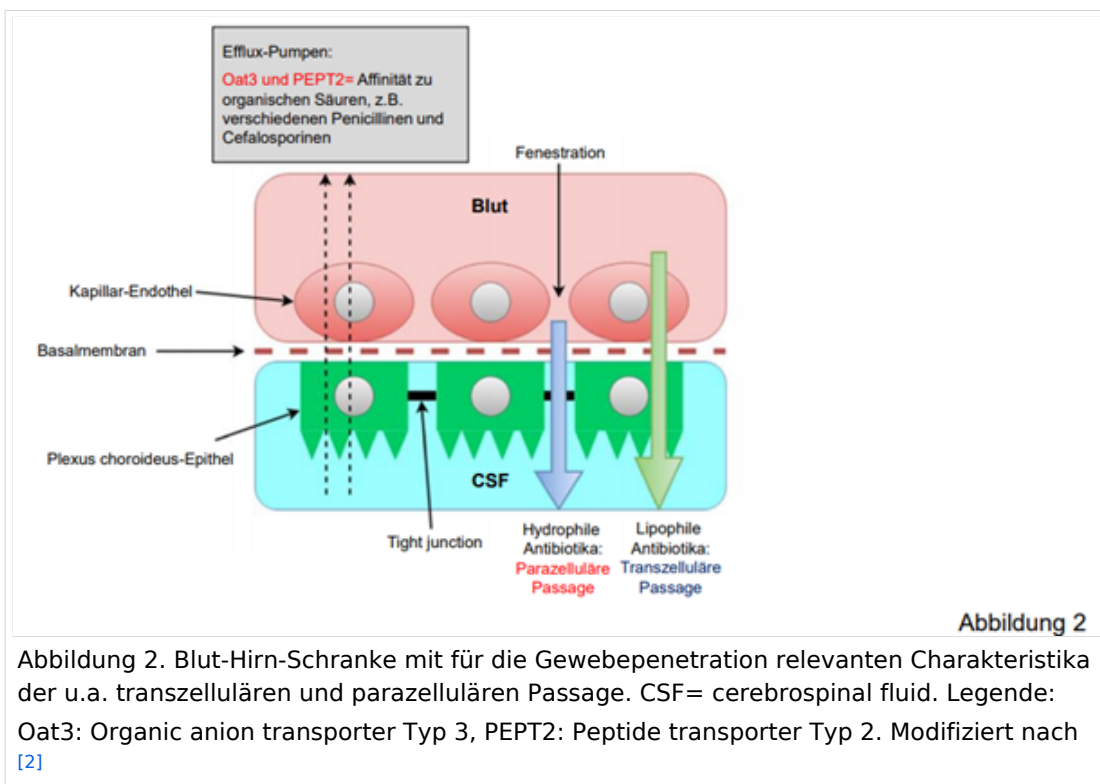 Efflux-Pumpen:
Oat3 und PEPT2= Affinität zu
organischen Säuren, z.B.
verschiedenen Penicillinen und
Cefalosporinen
Fenestration
Blut
Kapillar-Endothel
Basalmembran
Plexus choroideus-Epithel
CSF
Tight junction
Hydrophile
Antibiotika:
Parazelluläre
Passage
Lipophile
Antibiotika:
Transzelluläre
Passage
Abbildung 2
Abbildung 2. Blut-Hirn-Schranke mit für die Gewebepenetration relevanten Charakteristika
der u.a. transzellulären und parazellulären Passage. CSF= cerebrospinal fluid. Legende:
Oat3: Organic anion transporter Typ 3, PEPT2: Peptide transporter Typ 2. Modifiziert nach
[2]